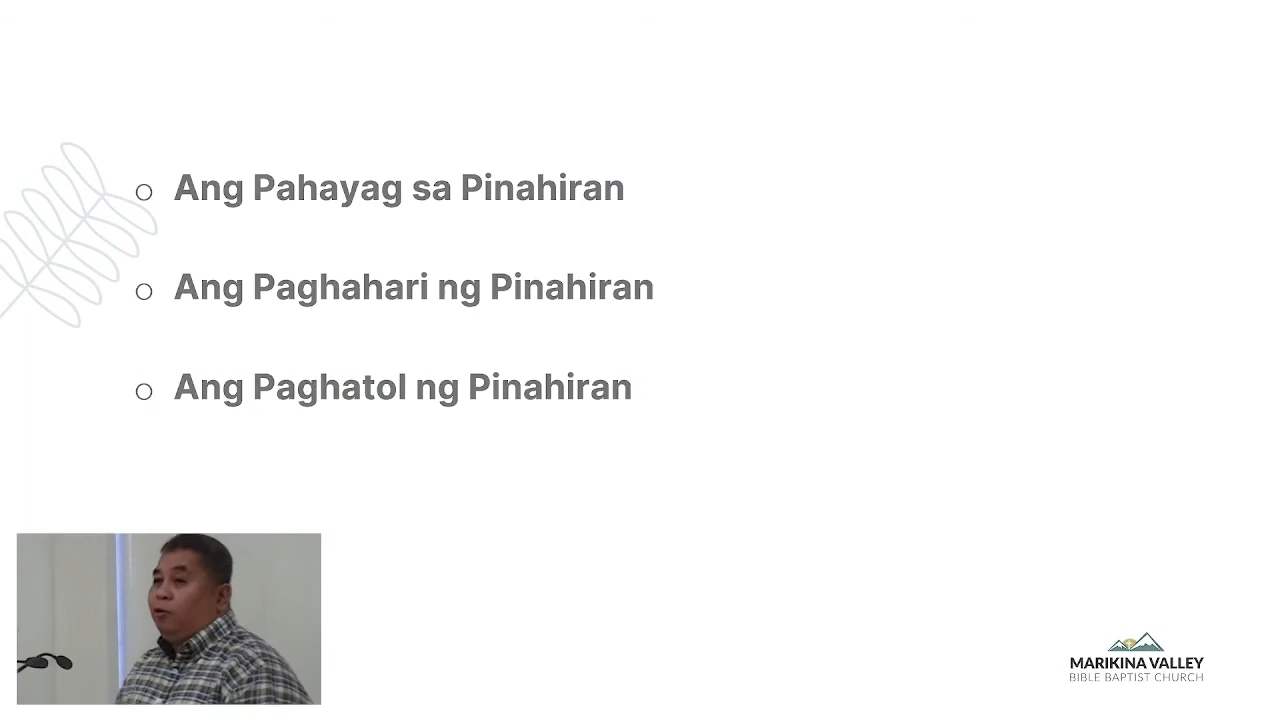 Ang Pahayag sa Pinahiran
Ang Paghahari ng Pinahiran
Ang Paghatol ng Pinahiran
MARIKINA VALLEY
BIBLE BAPTIST CHURCH